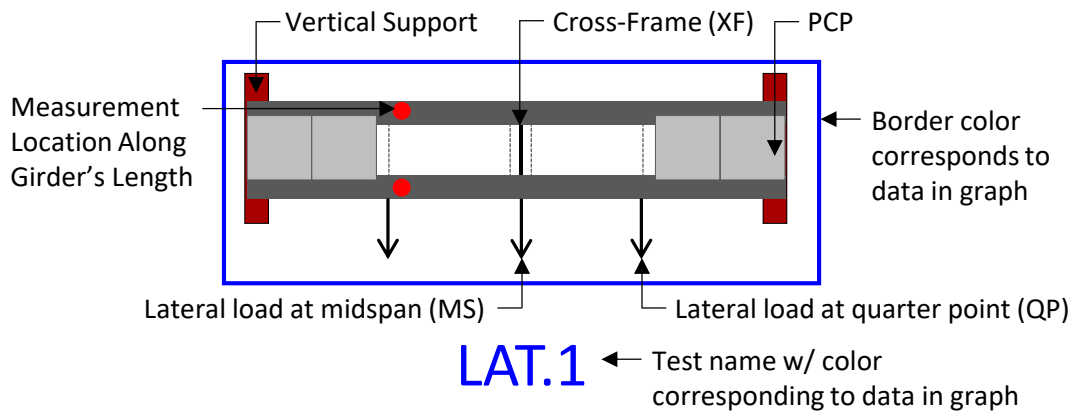 Vertical Support
Cross-Frame (XF)
PCP
Measurement
Location Along
Girder's Length
Border color
corresponds to
data in graph
Lateral load at midspan (MS)
Lateral load at quarter point (QP)
LAT.1
Test name w/ color
corresponding to data in graph